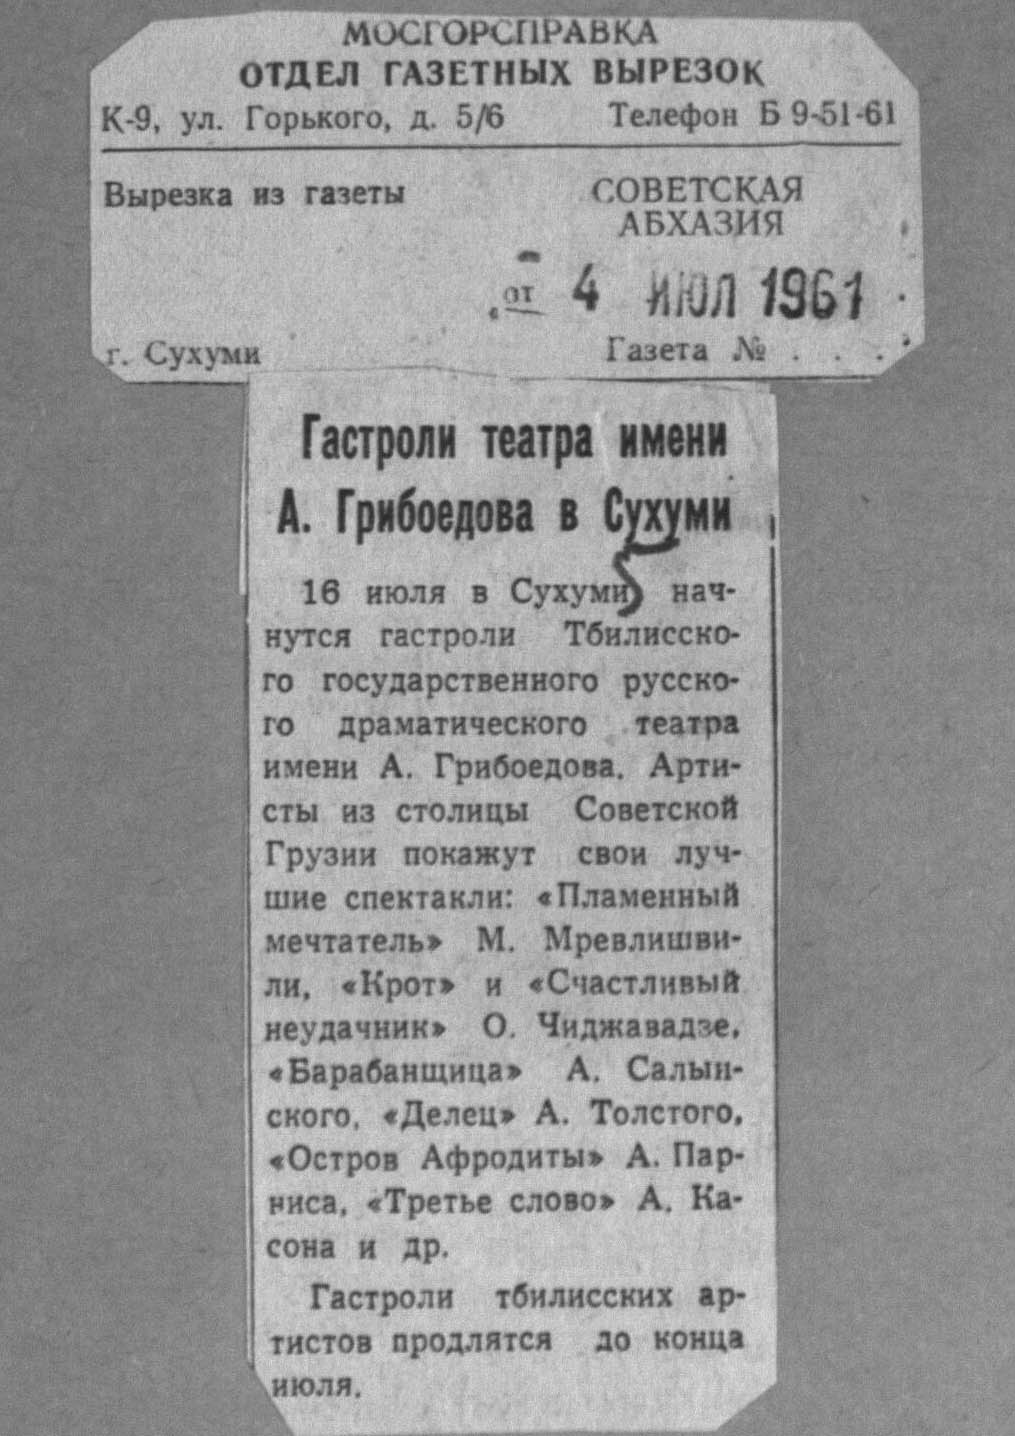 МОСГОРСПРАВКА
ОТДЕЛ ГАЗЕТНЫХ ВЫРЕЗОК
К-9, ул. Горького, д. 5/6 Телефон Б 9-51-61
Вырезка из газеты
СОВЕТСКАЯ
АБХАЗИЯ
от 4 ИЮЛ 1961
г. Сухуми Газета № . . .
Гастроли театра имени
А. Грибоедова в Сухуми
16 июля в Сухуми нач-
нутся гастроли Тбилисско-
го государственного русско-
го драматического театра
имени А. Грибоедова. Арти-
сты из столицы Советской
Грузии покажут свои луч-
шие спектакли: «Пламенный
мечтатель» М. Мревлишви-
ли, «Крот» и «Счастливый
неудачник» О. Чиджавадзе,
«Барабанщица» А. Салын-
ского, «Делец» А. Толстого,
«Остров Афродиты» А. Пар-
ниса, «Третье слово» А. Ка-
сона и др.
Гастроли тбилисских ар-
тистов продлятся до конца
июля.